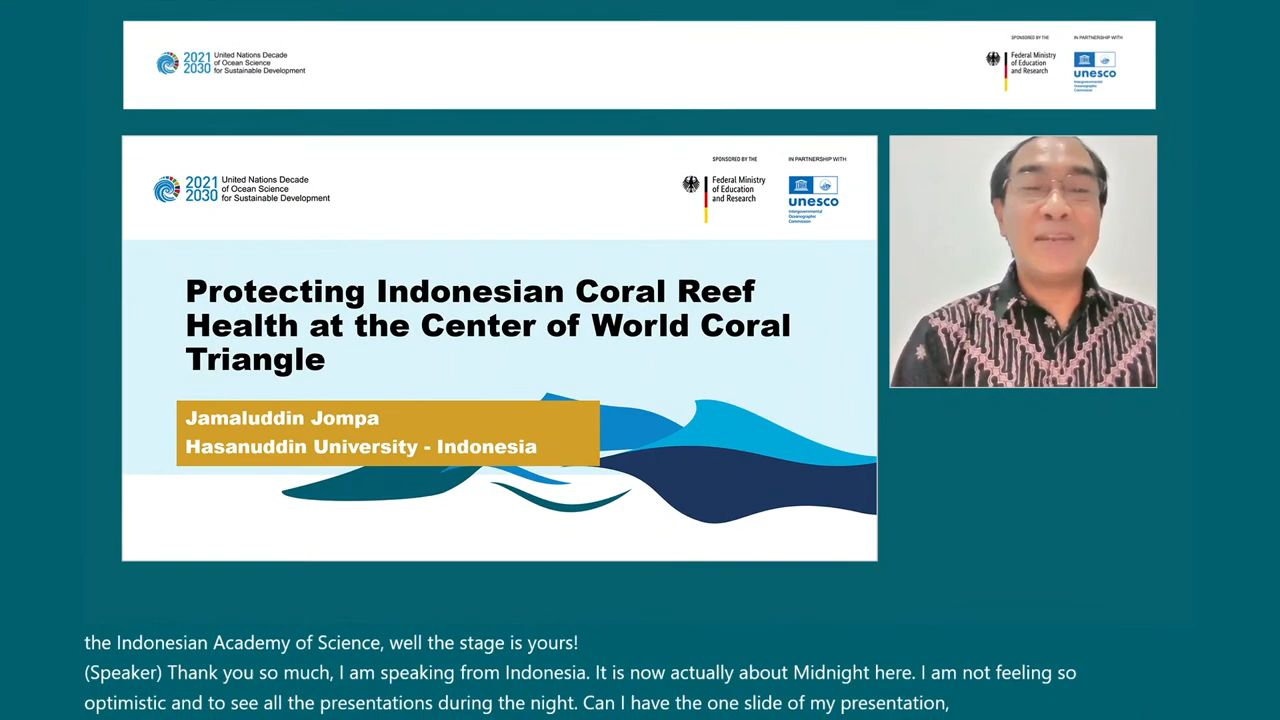 2021
2030
United Nations Decade
of Ocean Science
for Sustainable Development
SPONSORED BY THE
Federal Ministry
of Education
and Research
IN PARTNERSHIP WITH
unesco
Intergovernmental
Oceanographic
Commission
2021
2030
United Nations Decade
of Ocean Science
for Sustainable Development
SPONSORED BY THE
Federal Ministry
of Education
and Research
IN PARTNERSHIP WITH
unesco
Intergovernmental
Oceanographic
Commission
Protecting Indonesian Coral Reef
Health at the Center of World Coral
Triangle
Jamaluddin Jompa
Hasanuddin University - Indonesia
the Indonesian Academy of Science, well the stage is yours!
(Speaker) Thank you so much, I am speaking from Indonesia. It is now actually about Midnight here. I am not feeling so
optimistic and to see all the presentations during the night. Can I have the one slide of my presentation,